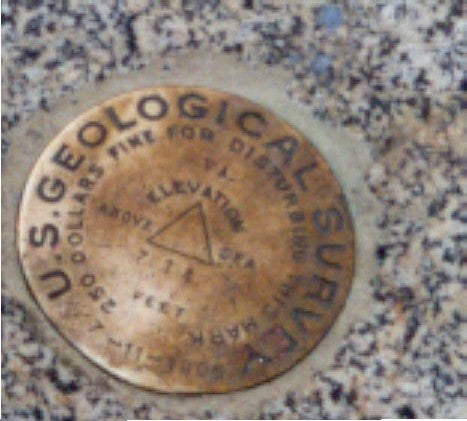 U.S. GEOLOGICAL SURVEY
250 DOLLARS FINE FOR DISTURBING THIS MARK
ELEVATION
ABOVE SEA
FEET